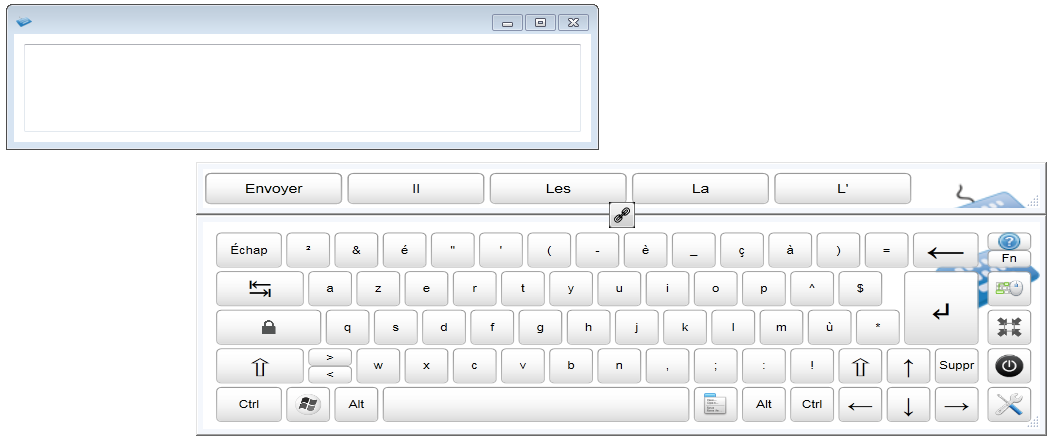 Envoyer Il Les La L'
Échap ² & é " ' ( - è _ ç à ) = ← ?
Fn
a z e r t y u i o p ^ $
q s d f g h j k l m ù *
>
w x c v b n , ; : ! ↑ Suppr
<
Ctrl Alt Alt Ctrl ← ↓ →